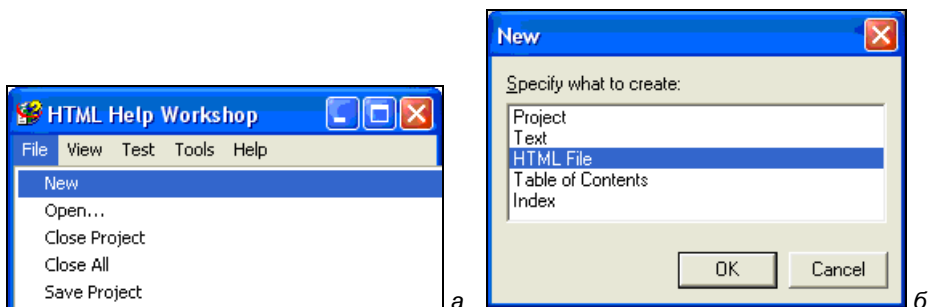 HTML Help Workshop
File View Test Tools Help
New
Open...
Close Project
Close All
Save Project
а
New
Specify what to create:
Project
Text
HTML File
Table of Contents
Index
OK Cancel
б